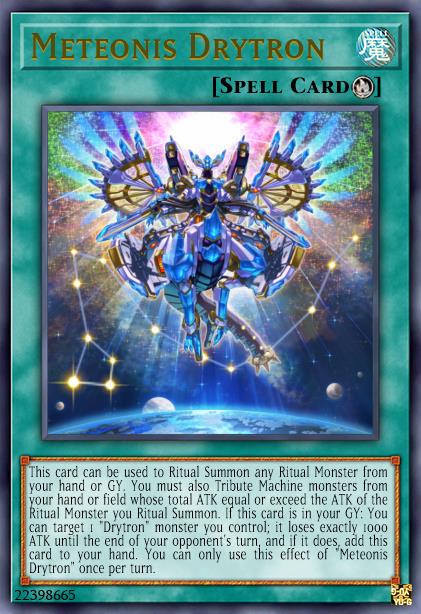 METEONIS DRYTRON
SPELL
魔
[SPELL CARD]
This card can be used to Ritual Summon any Ritual Monster from
your hand or GY. You must also Tribute Machine monsters from
your hand or field whose total ATK equal or exceed the ATK of the
Ritual Monster you Ritual Summon. If this card is in your GY: You
can target 1 "Drytron" monster you control; it loses exactly 1000
ATK until the end of your opponent's turn, and if it does, add this
card to your hand. You can only use this effect of "Meteonis
Drytron" once per turn.
22398665